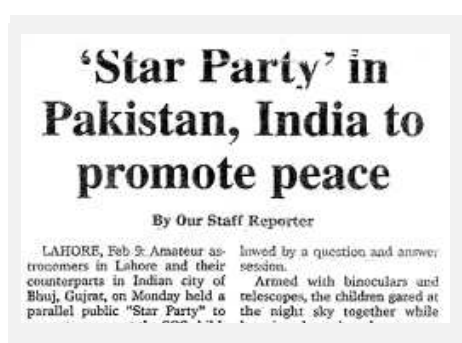 ‘Star Party’ in
Pakistan, India to
promote peace
By Our Staff Reporter
LAHORE, Feb 9: Amateur as-
tronomers in Lahore and their
counterparts in Indian city of
Bhuj, Gujrat, on Monday held a
parallel public "Star Party" to
lowed by a question and answer
session.
Armed with binoculars and
telescopes, the children gazed at
the night sky together while